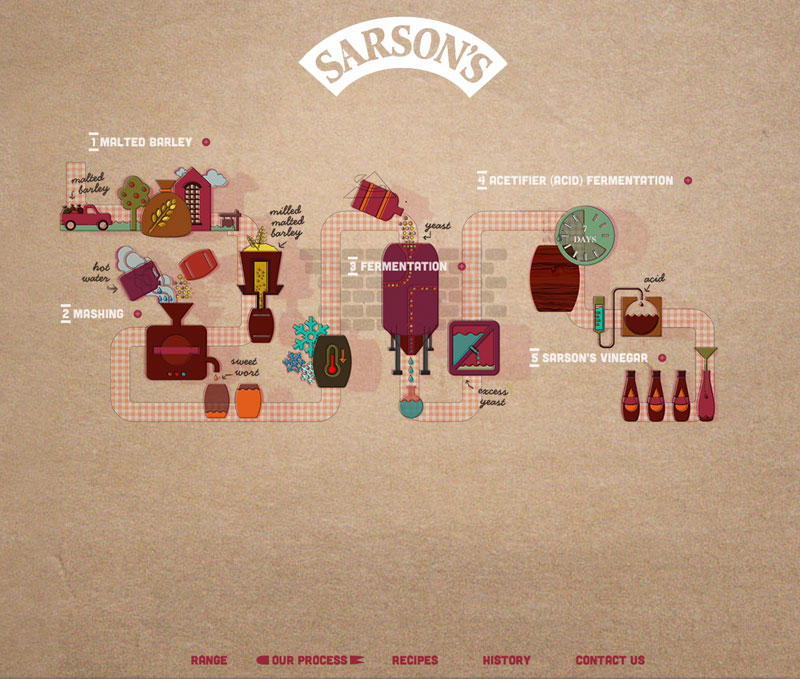 SARSON'S
1 MALTED BARLEY
malted
barley
milled
malted
barley
hot
water
2 MASHING
sweet
wort
yeast
3 FERMENTATION
excess
yeast
4 ACETIFIER (ACID) FERMENTATION
7
DAYS
acid
5 SARSON'S VINEGAR
RANGE
OUR PROCESS
RECIPES
HISTORY
CONTACT US